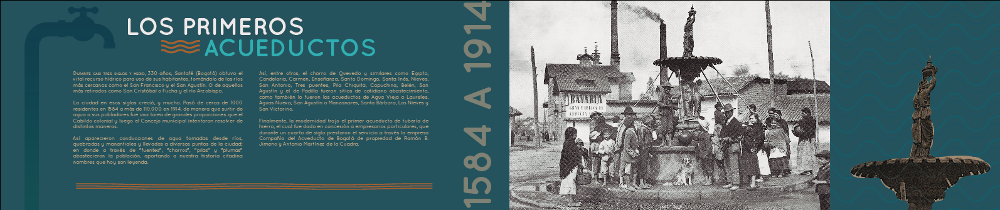 LOS PRIMEROS
ACUEDUCTOS
DURANTE CASI TRES SIGLOS Y MEDIO, 330 años, Santafé (Bogotá) obtuvo el
vital recurso hídrico para uso de sus habitantes, tomándolo de los ríos
más cercanos como el San Francisco y el San Agustín. O de aquellos
más retirados como San Cristóbal o Fucha y el río Arzobispo.
La ciudad en esos siglos creció, y mucho. Pasó de cerca de 1000
residentes en 1584 a más de 110.000 en 1914, de manera que surtir de
agua a sus pobladores fue una tarea de grandes proporciones que el
Cabildo colonial y luego el Concejo municipal intentaran resolver de
distintas maneras.
Así aparecieron conducciones de agua tomadas desde ríos,
quebradas y manantiales y llevadas a diversos puntos de la ciudad;
en donde a través de "fuentes", "chorros", "pilas" y "plumas"
abastecieron la población, aportando a nuestra historia citadina
nombres que hoy son leyenda.
Así, entre otros, el chorro de Quevedo y similares como Egipto,
Candelaria, Carmen, Enseñanza, Santo Domingo, Santa Inés, Nieves,
San Antonio, Tres puentes, Pila Chiquita, Capuchina, Belén, San
Agustín y el de Padilla fueron sitios de cotidiano abastecimiento,
como también lo fueron los acueductos de Agua Vieja o Laureles,
Aguas Nueva, San Agustín o Manzanares, Santa Bárbara, Las Nieves y
San Victorino.
Finalmente, la modernidad trajo el primer acueducto de tubería de
hierro, el cual fue dado en concesión a empresarios particulares, que
durante un cuarto de siglo prestaron el servicio a través la empresa
Compañía del Acueducto de Bogotá de propiedad de Ramón B.
Jimeno y Antonio Martínez de la Cuadra.
1584 A 1914
BAVARIA
GRAN FABRICA DE
CERVEZA